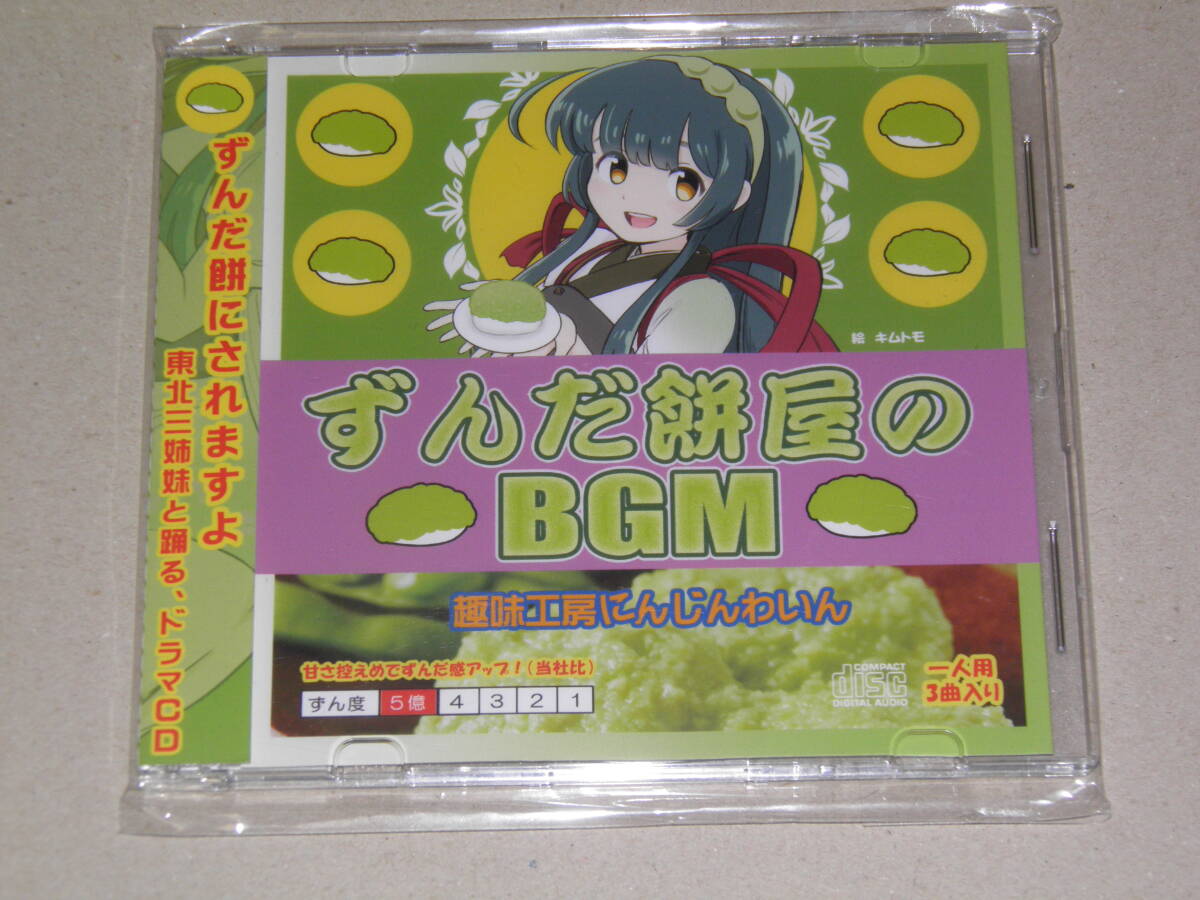 ずんだ餅にされますよ
東北三姉妹と踊る、ドラマCD
絵 キムトモ
ずんだ餅屋の
BGM
趣味工房にんじんわいん
甘さ控えめでずんだ感アップ！(当社比)
ずん度 5億 4 3 2 1
COMPACT
disc
DIGITAL AUDIO
一人用
3曲入り